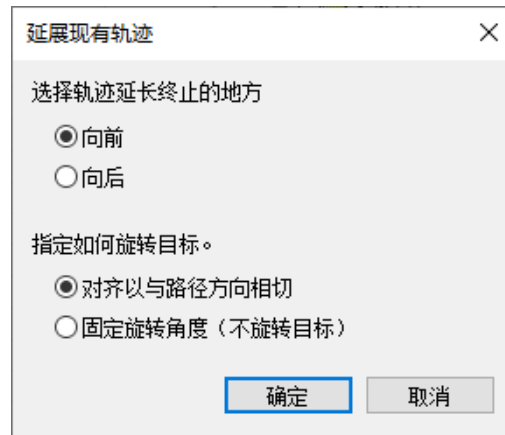 延展现有轨迹
选择轨迹延长终止的地方
向前
向后
指定如何旋转目标。
对齐以与路径方向相切
固定旋转角度（不旋转目标）
确定
取消